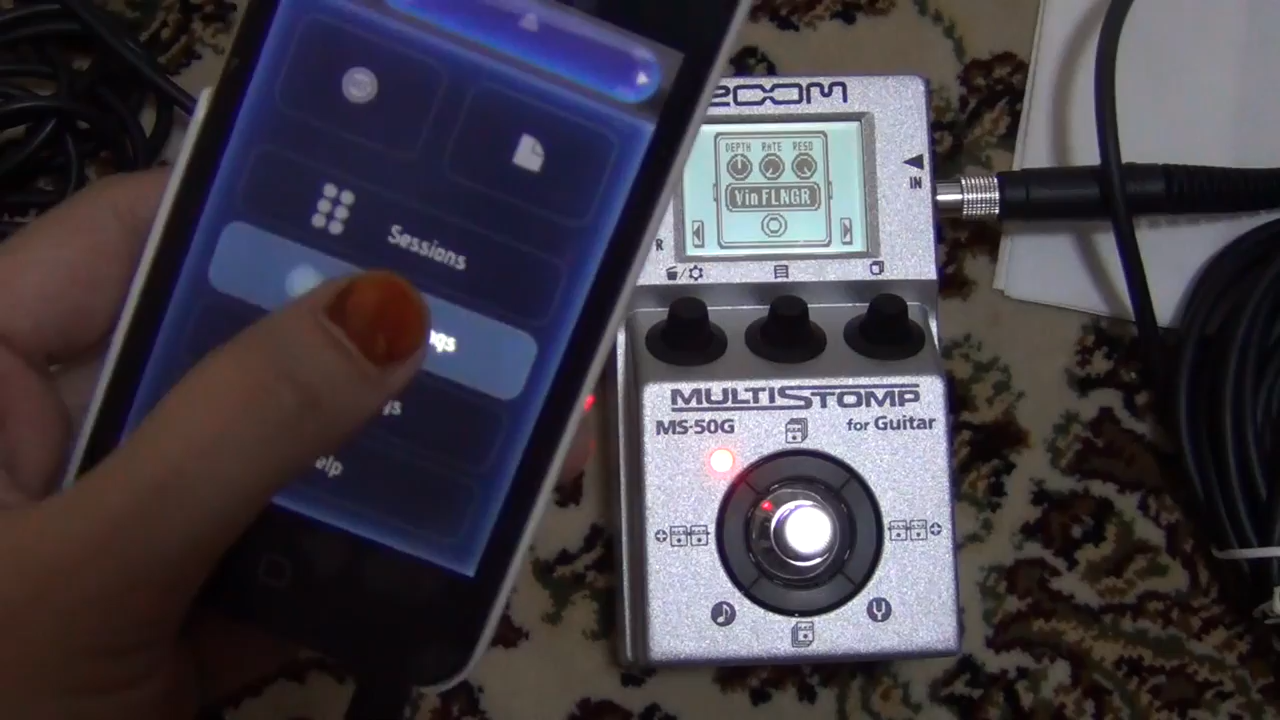 Sessions
ZOOM
DEPTH RATE RESO
Vin FLNGR
IN
R
MULTISTOMP
MS-50G
for Guitar